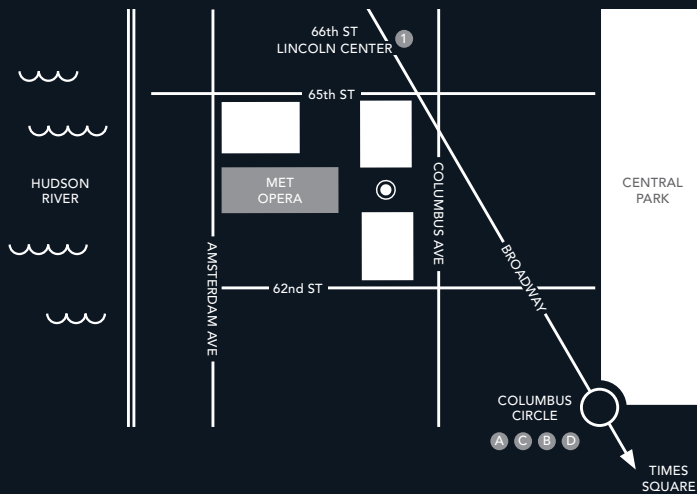 66th ST
LINCOLN CENTER 1
65th ST
HUDSON
RIVER
MET
OPERA
COLUMBUS AVE
CENTRAL
PARK
AMSTERDAM AVE
BROADWAY
62nd ST
COLUMBUS
CIRCLE
A C B D
TIMES
SQUARE